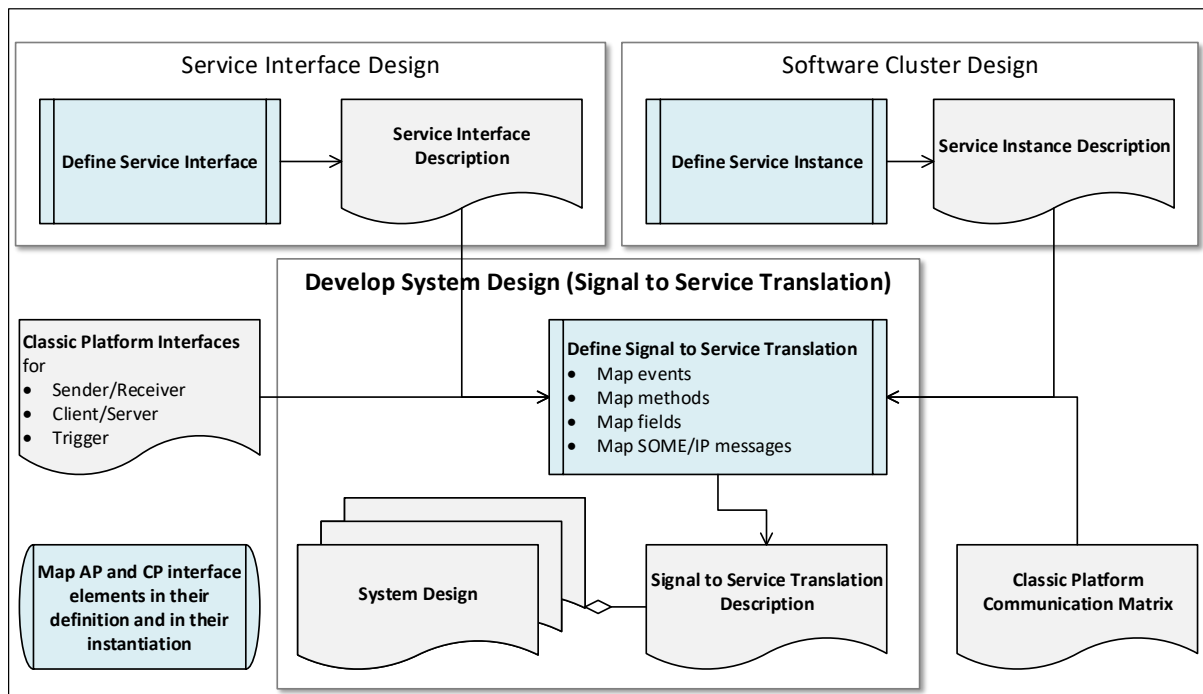 Service Interface Design
Define Service Interface
Service Interface
Description
Software Cluster Design
Define Service Instance
Service Instance Description
Develop System Design (Signal to Service Translation)
Classic Platform Interfaces
for
• Sender/Receiver
• Client/Server
• Trigger
Define Signal to Service Translation
• Map events
• Map methods
• Map fields
• Map SOME/IP messages
Map AP and CP interface
elements in their
definition and in their
instantiation
System Design
Signal to Service Translation
Description
Classic Platform
Communication Matrix